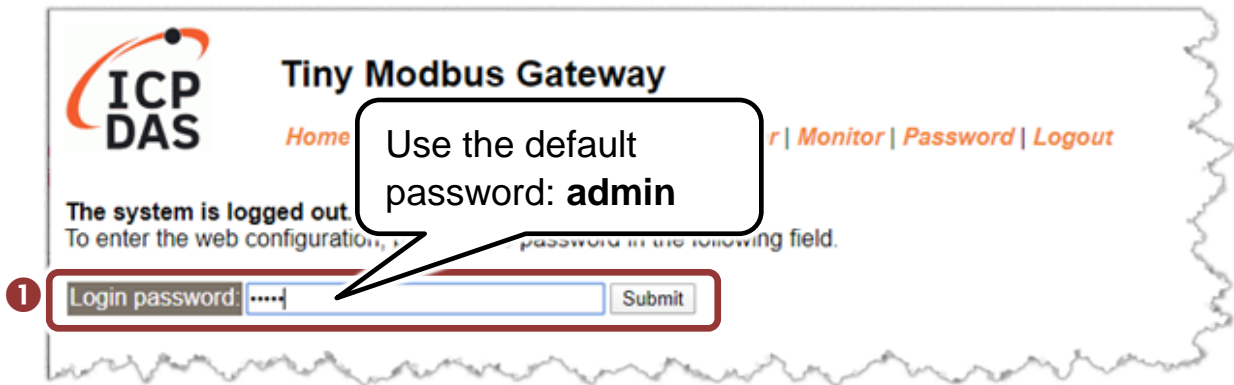 ICP
DAS
Tiny Modbus Gateway
Home
Use the default
password: admin
r | Monitor | Password | Logout
The system is logged out.
To enter the web configuration, password in the following field.
1
Login password: ••••• Submit